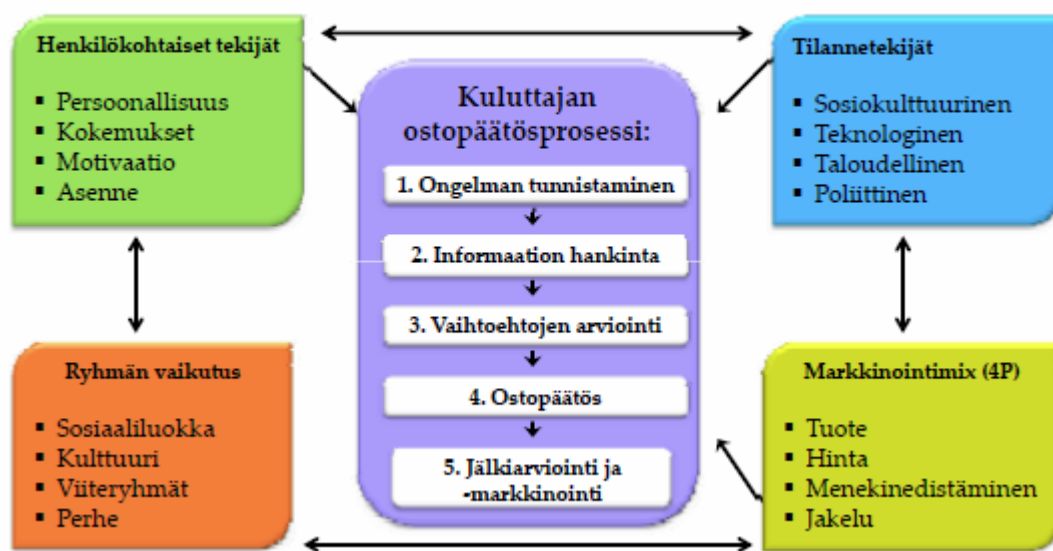 Henkilökohtaiset tekijät
▪ Persoonallisuus
▪ Kokemukset
▪ Motivaatio
▪ Asenne
Kuluttajan
ostopäätösprosessi:
1. Ongelman tunnistaminen
2. Informaation hankinta
3. Vaihtoehtojen arviointi
4. Ostopäätös
5. Jälkiarviointi ja
-markkinointi
Tilannetekijät
▪ Sosiokulttuurinen
▪ Teknologinen
▪ Taloudellinen
▪ Poliittinen
Ryhmän vaikutus
▪ Sosiaaliluokka
▪ Kulttuuri
▪ Viiteryhmät
▪ Perhe
Markkinointimix (4P)
▪ Tuote
▪ Hinta
▪ Menekinedistäminen
▪ Jakelu